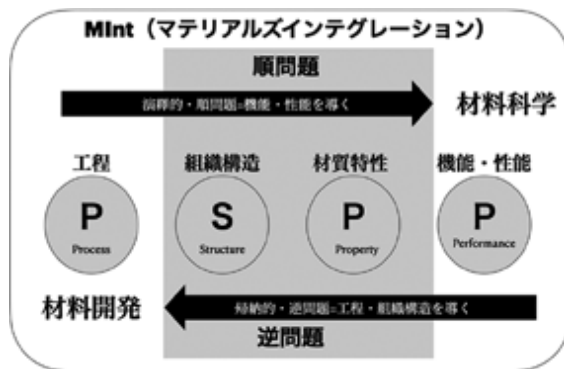 MInt（マテリアルズインテグレーション）
順問題
演繹的・順問題=機能・性能を導く
材料科学
工程
組織構造
材質特性
機能・性能
P
Process
S
Structure
P
Property
P
Performance
材料開発
帰納的・逆問題=工程・組織構造を導く
逆問題